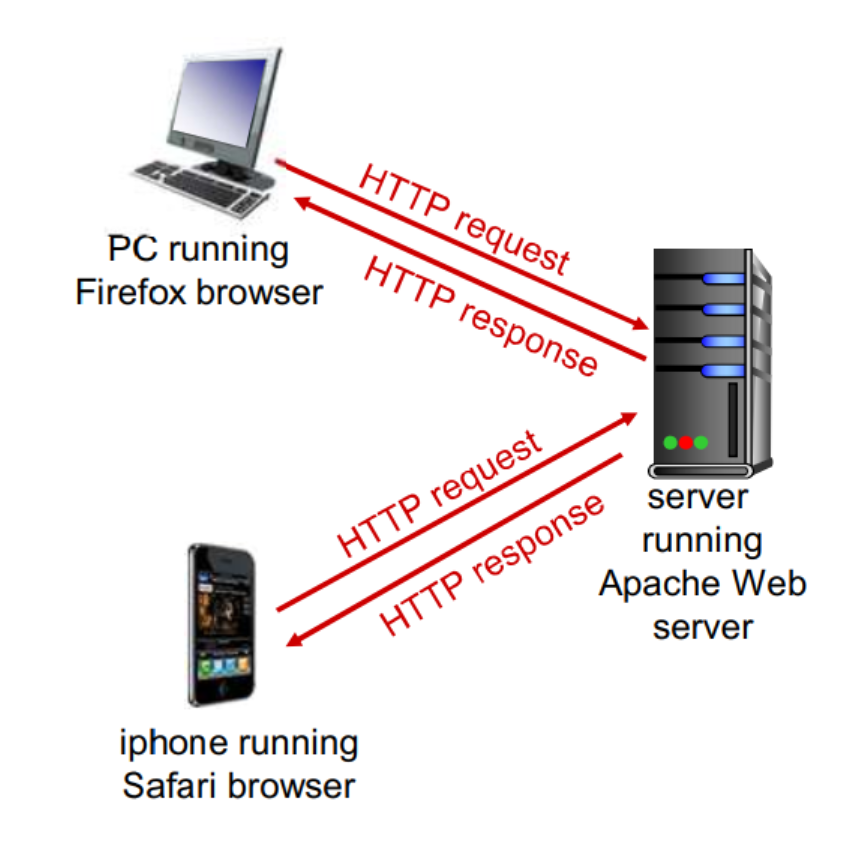 HTTP request
HTTP response
PC running
Firefox browser
HTTP request
HTTP response
server
running
Apache Web
server
iphone running
Safari browser